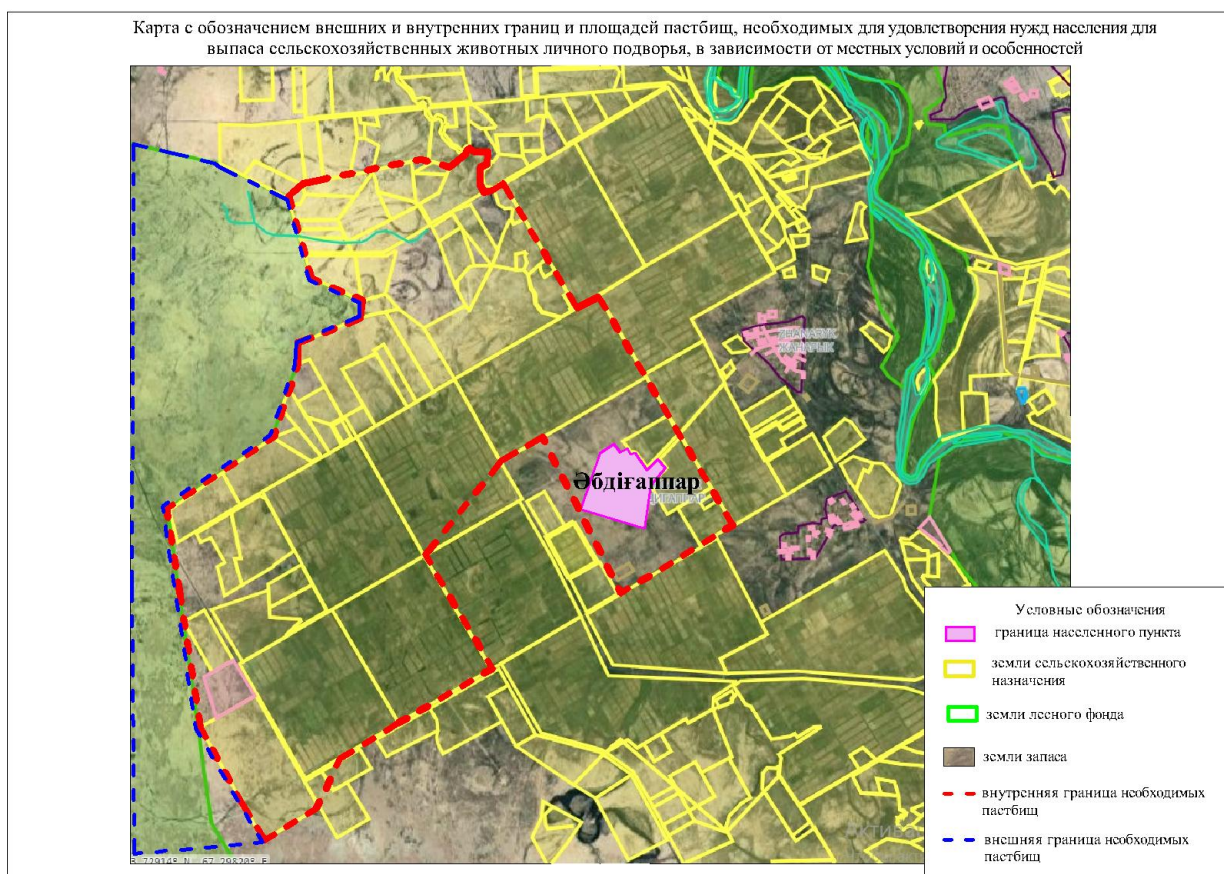 Карта с обозначением внешних и внутренних границ и площадей пастбищ, необходимых для удовлетворения нужд населения для
выпаса сельскохозяйственных животных личного подворья, в зависимости от местных условий и особенностей
ЖАНАРЫК
Әбдіғаппар
Условные обозначения
граница населенного пункта
земли сельскохозяйственного
назначения
земли лесного фонда
земли запаса
внутренняя граница необходимых
пастбищ
внешняя граница необходимых
пастбищ